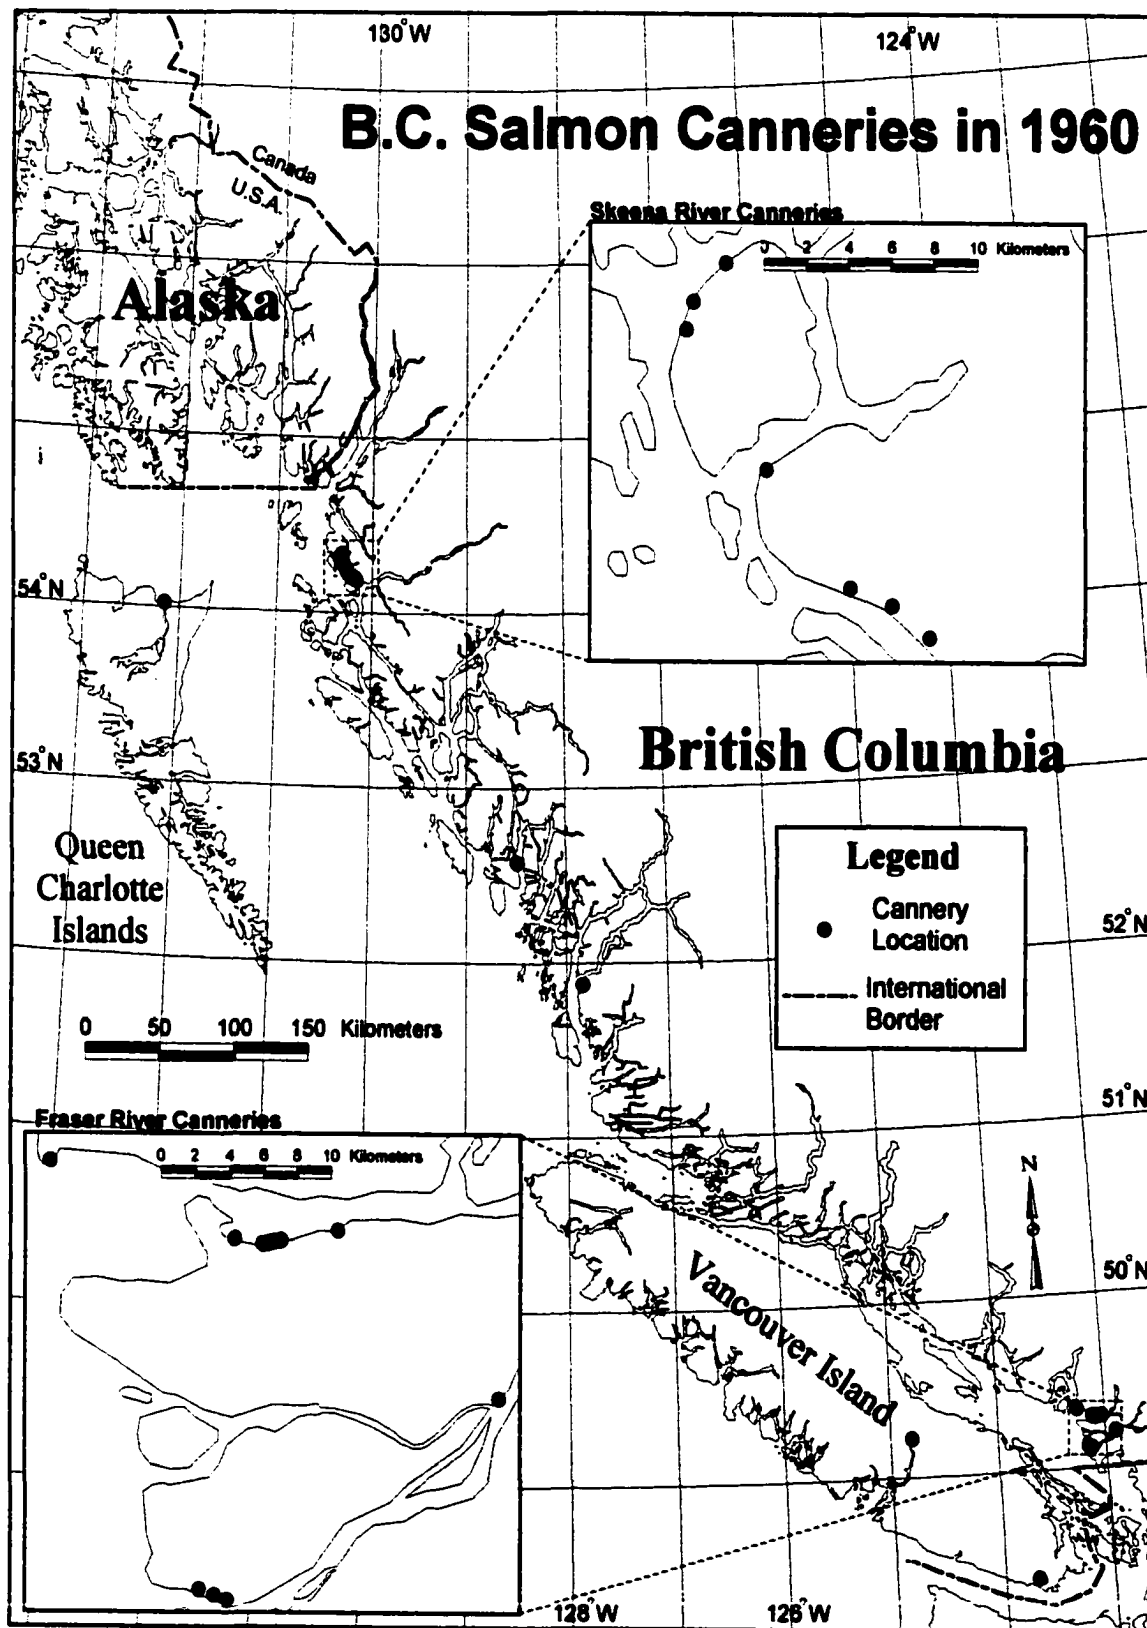 130°W
124°W
B.C. Salmon Canneries in 1960
Canada
U.S.A.
Alaska
Skeena River Canneries
0 2 4 6 8 10 Kilometers
54°N
53°N
British Columbia
Queen
Charlotte
Islands
Legend
Cannery
Location
International
Border
52°N
0 50 100 150 Kilometers
51°N
Fraser River Canneries
0 2 4 6 8 10 Kilometers
N
50°N
Vancouver Island
128°W
126°W